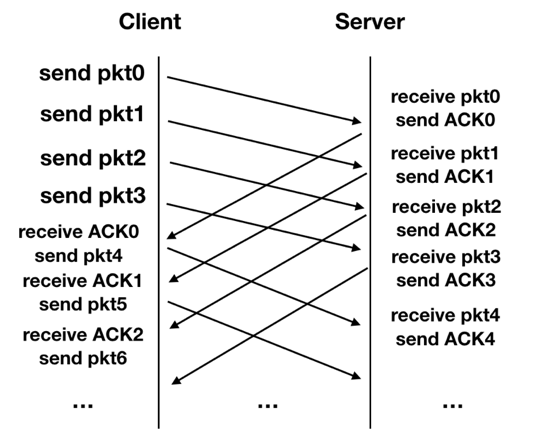 Client
Server
send pkt0
send pkt1
send pkt2
send pkt3
receive ACK0
send pkt4
receive ACK1
send pkt5
receive ACK2
send pkt6
...
...
receive pkt0
send ACK0
receive pkt1
send ACK1
receive pkt2
send ACK2
receive pkt3
send ACK3
receive pkt4
send ACK4
...